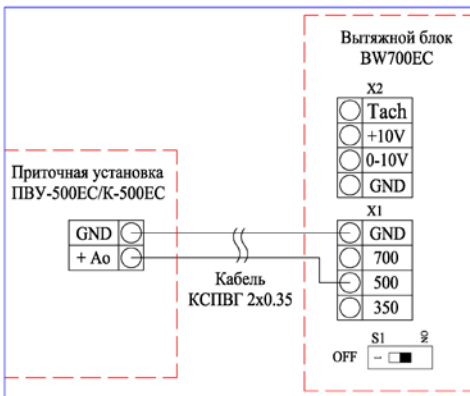 Вытяжной блок
BW700EC
X2
Tach
+10V
0-10V
GND
Приточная установка
ПВУ-500ЕС/К-500ЕС
GND
+ Ao
Кабель
КСПВГ 2x0.35
X1
GND
700
500
350
S1
ON
OFF